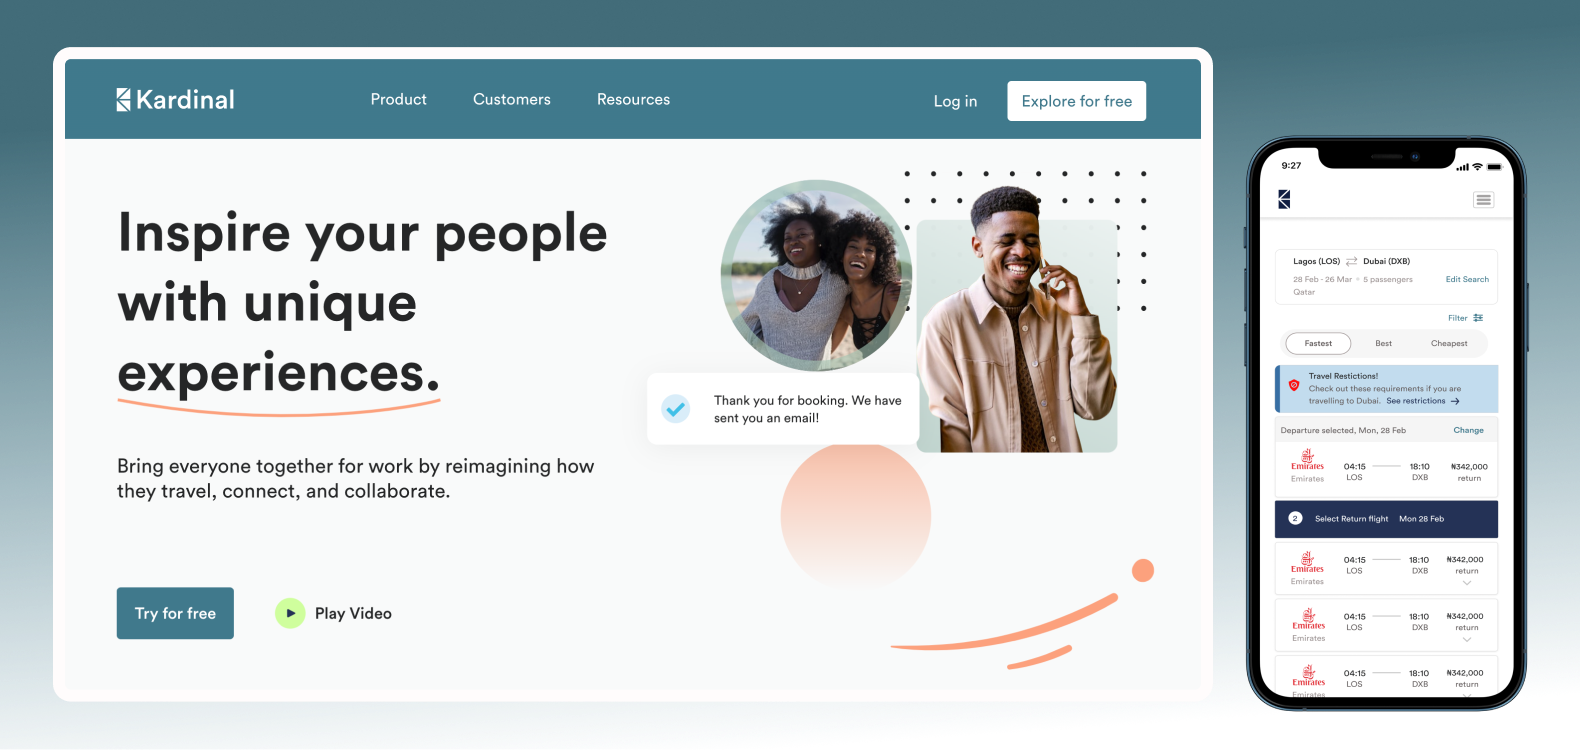 Kardinal
Product
Customers
Resources
Log in
Explore for free
Inspire your people
with unique
experiences.
Bring everyone together for work by reimagining how
they travel, connect, and collaborate.
Try for free
Play Video
Thank you for booking. We have
sent you an email!
9:27
Lagos (LOS) Dubai (DXB)
28 Feb - 26 Mar 5 passengers
Edit Search
Qatar
Filter
Fastest
Best
Cheapest
Travel Restictions!
Check out these requirements if you are
travelling to Dubai. See restrictions →
Departure selected, Mon, 28 Feb
Change
Emirates
04:15 18:10 ₦342,000
Emirates LOS DXB return
2 Select Return flight Mon 28 Feb
Emirates
04:15 18:10 ₦342,000
LOS DXB return
Emirates
Emirates
04:15 18:10 ₦342,000
LOS DXB return
Emirates
Emirates
04:15 18:10 ₦342,000
LOS DXB return
Emirates